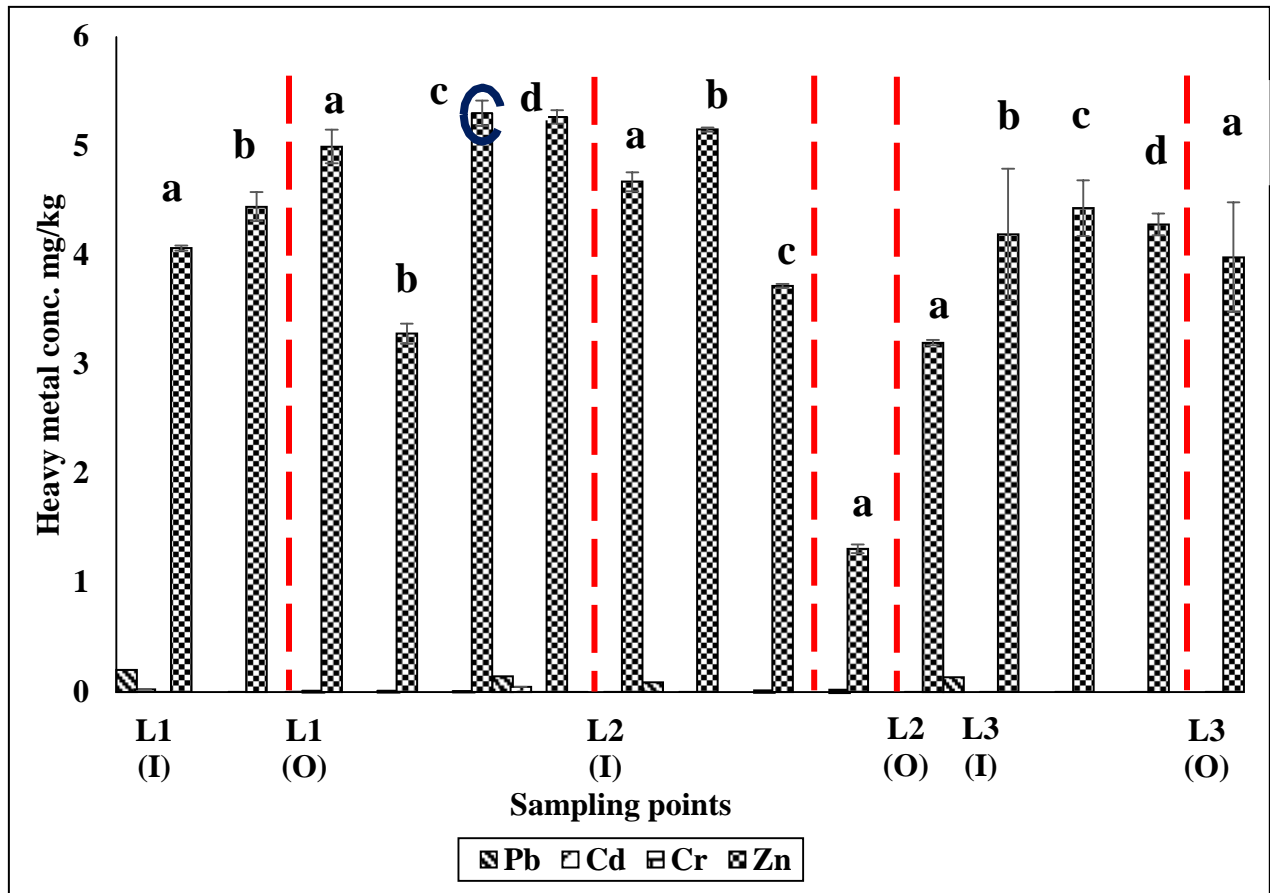 Heavy metal conc. mg/kg
6
5
4
3
2
1
0
a
b
a
b
c
d
a
b
c
a
a
b
c
d
a
L1
(I)
L1
(O)
L2
(I)
L2
(O)
L3
(I)
L3
(O)
Sampling points
Pb Cd Cr Zn